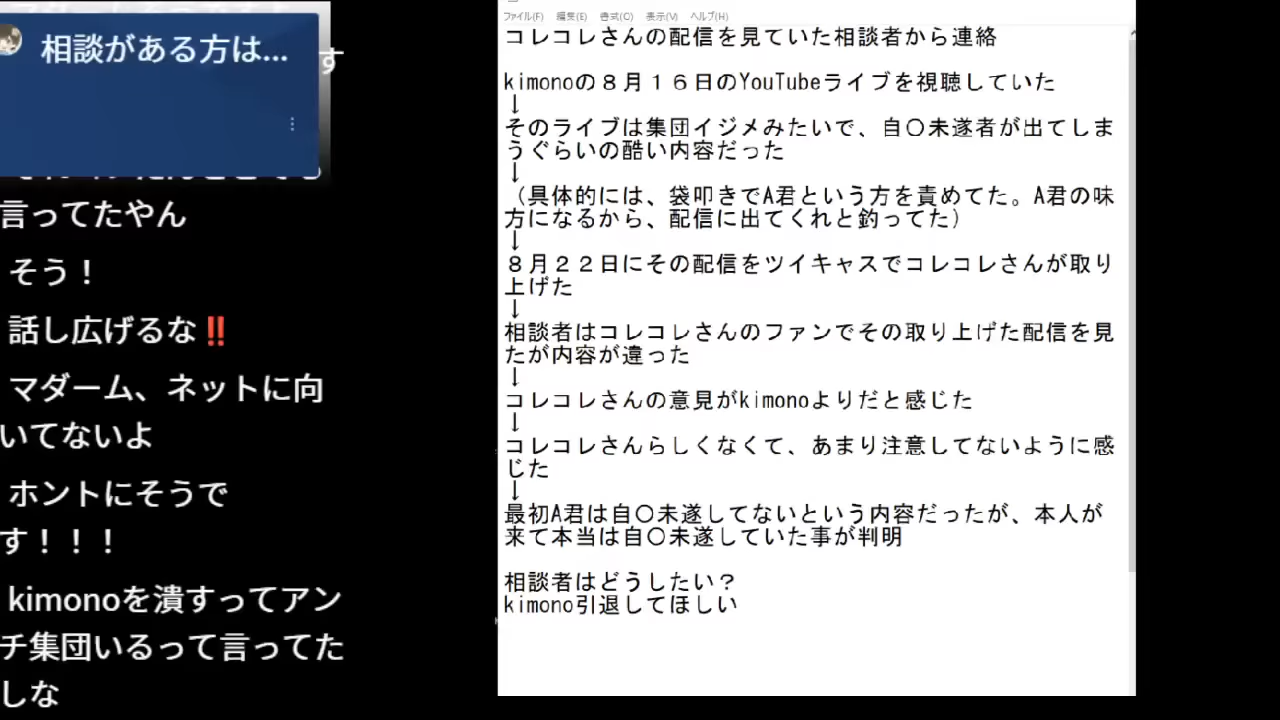 相談がある方は...
す
言ってたやん
そう！
話し広げるな‼
マダーム、ネットに向
いてないよ
ホントにそうで
す！！！
kimonoを潰すってアン
チ集団いるって言ってた
しな
ファイル(F) 編集(E) 書式(O) 表示(V) ヘルプ(H)
コレコレさんの配信を見ていた相談者から連絡
kimonoの８月１６日のYouTubeライブを視聴していた
↓
そのライブは集団イジメみたいで、自〇未遂者が出てしま
うぐらいの酷い内容だった
↓
（具体的には、袋叩きでA君という方を責めてた。A君の味
方になるから、配信に出てくれと釣ってた）
↓
８月２２日にその配信をツイキャスでコレコレさんが取り
上げた
↓
相談者はコレコレさんのファンでその取り上げた配信を見
たが内容が違った
↓
コレコレさんの意見がkimonoよりだと感じた
↓
コレコレさんらしくなくて、あまり注意してないように感
じた
↓
最初A君は自〇未遂してないという内容だったが、本人が
来て本当は自〇未遂していた事が判明
相談者はどうしたい？
kimono引退してほしい